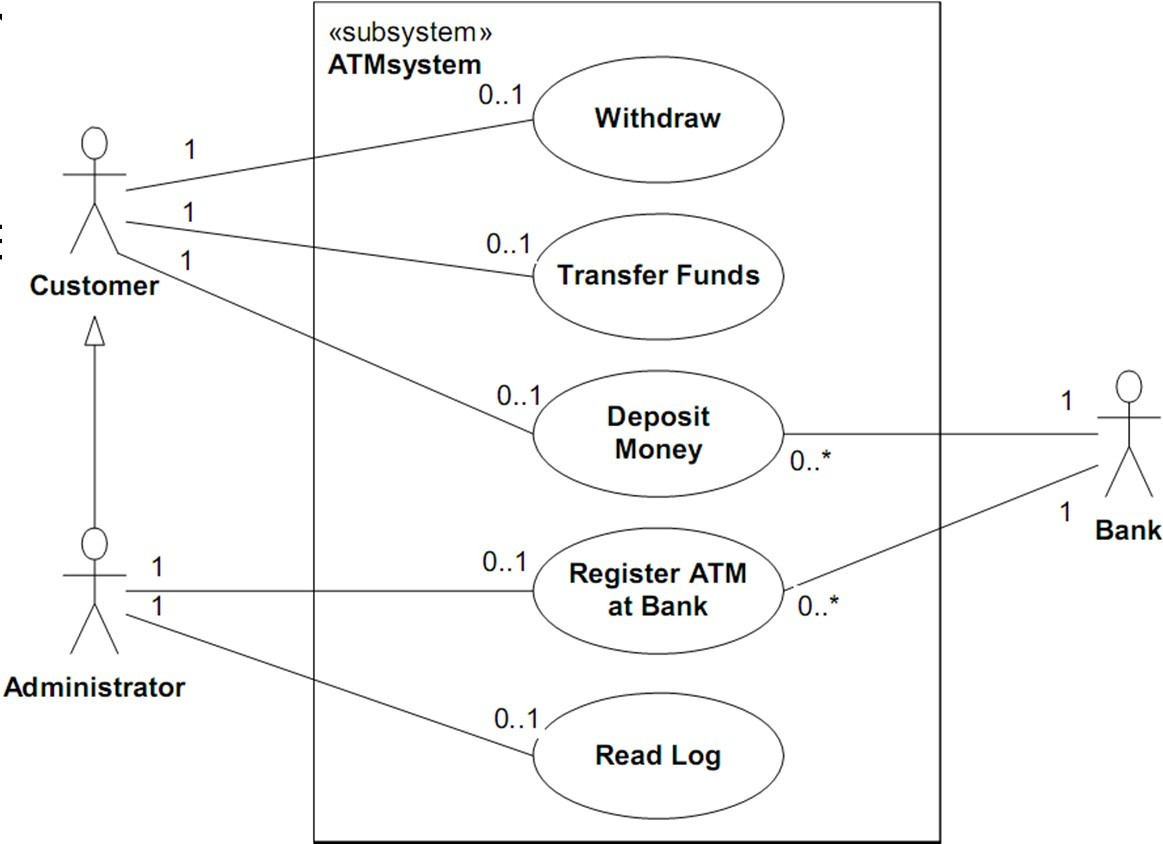 «subsystem»
ATMsystem
0..1
Withdraw
1
1
0..1
Transfer Funds
1
Customer
0..1
Deposit
Money
1
0..*
1
Bank
1
0..1
Register ATM
at Bank
0..*
1
Administrator
0..1
Read Log